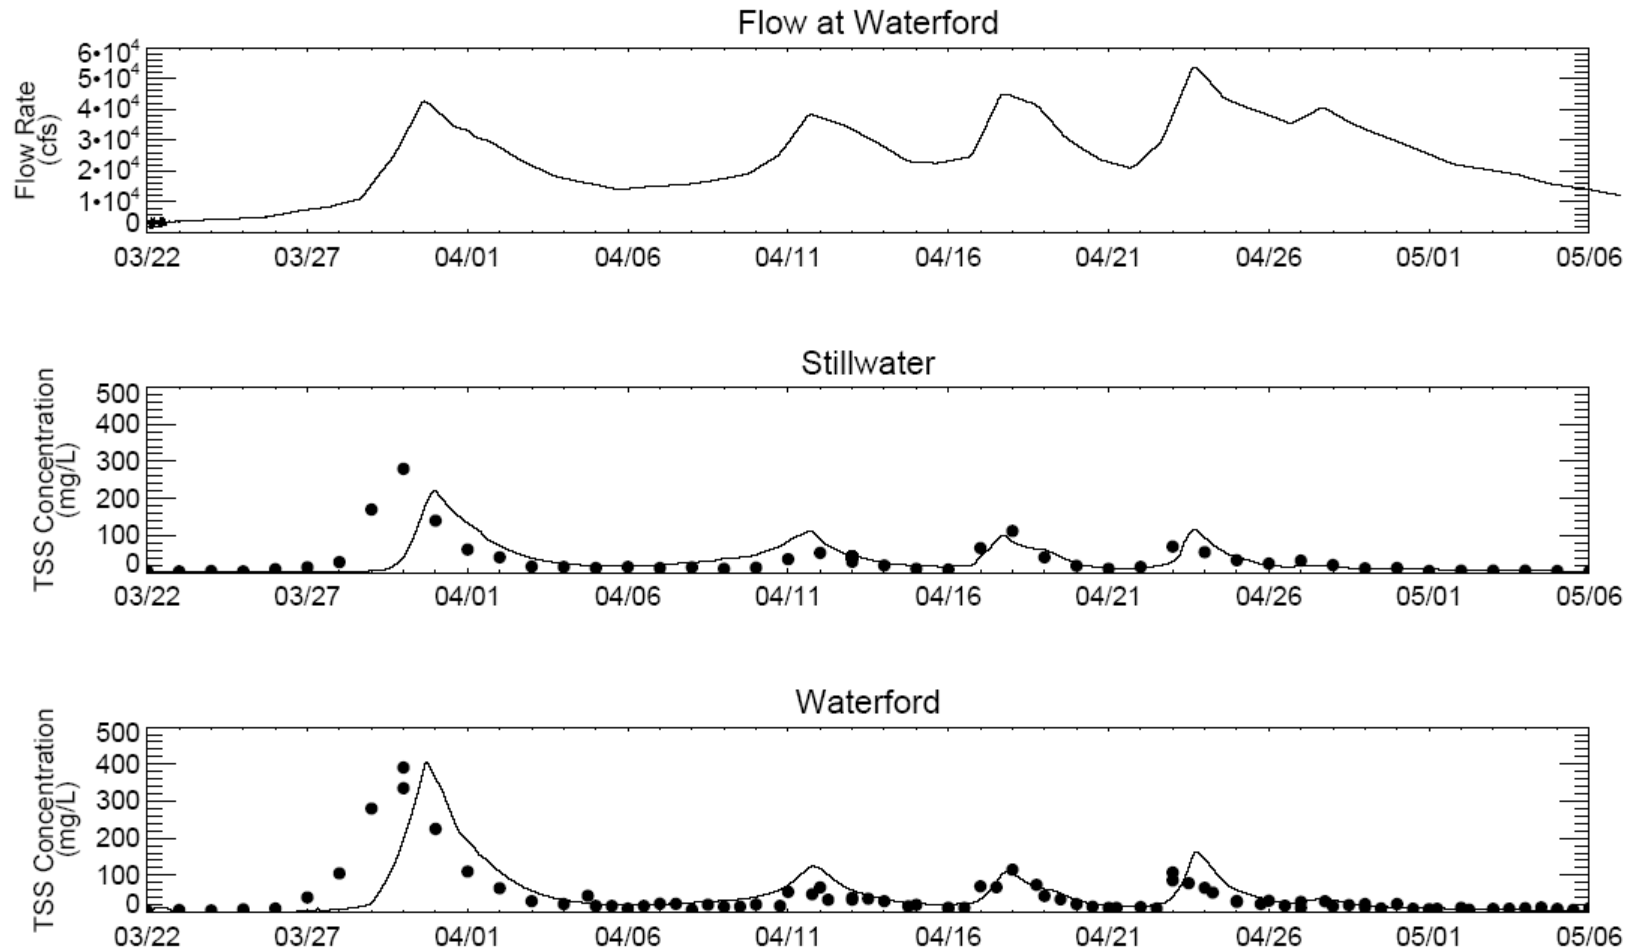 Flow at Waterford
Flow Rate
(cfs)
6•10⁴
5•10⁴
4•10⁴
3•10⁴
2•10⁴
1•10⁴
0
03/22 03/27 04/01 04/06 04/11 04/16 04/21 04/26 05/01 05/06
Stillwater
TSS Concentration
(mg/L)
500
400
300
200
100
0
03/22 03/27 04/01 04/06 04/11 04/16 04/21 04/26 05/01 05/06
Waterford
TSS Concentration
(mg/L)
500
400
300
200
100
0
03/22 03/27 04/01 04/06 04/11 04/16 04/21 04/26 05/01 05/06